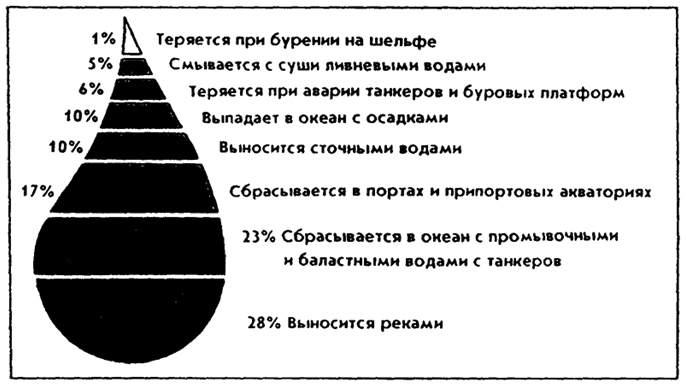 1% Теряется при бурении на шельфе
5% Смывается с суши ливневыми водами
6% Теряется при аварии танкеров и буровых платформ
10% Выпадает в океан с осадками
10% Выносится сточными водами
17% Сбрасывается в портах и припортовых акваториях
23% Сбрасывается в океан с промывочными
и баластными водами с танкеров
28% Выносится реками